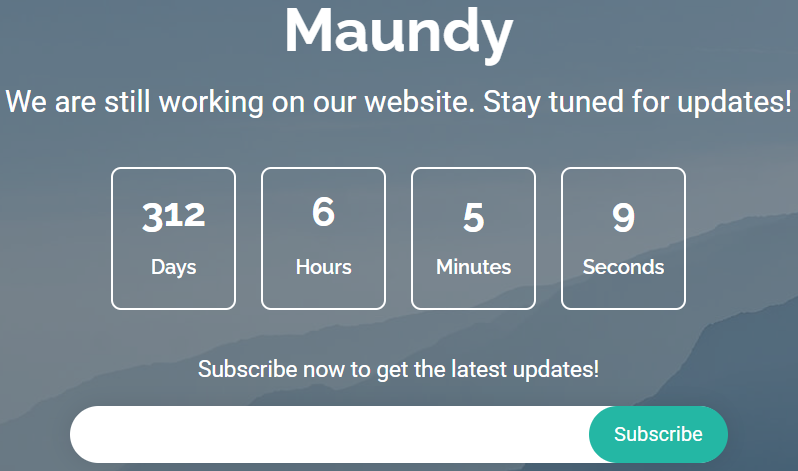 Maundy
We are still working on our website. Stay tuned for updates!
312 6 5 9
Days Hours Minutes Seconds
Subscribe now to get the latest updates!
Subscribe